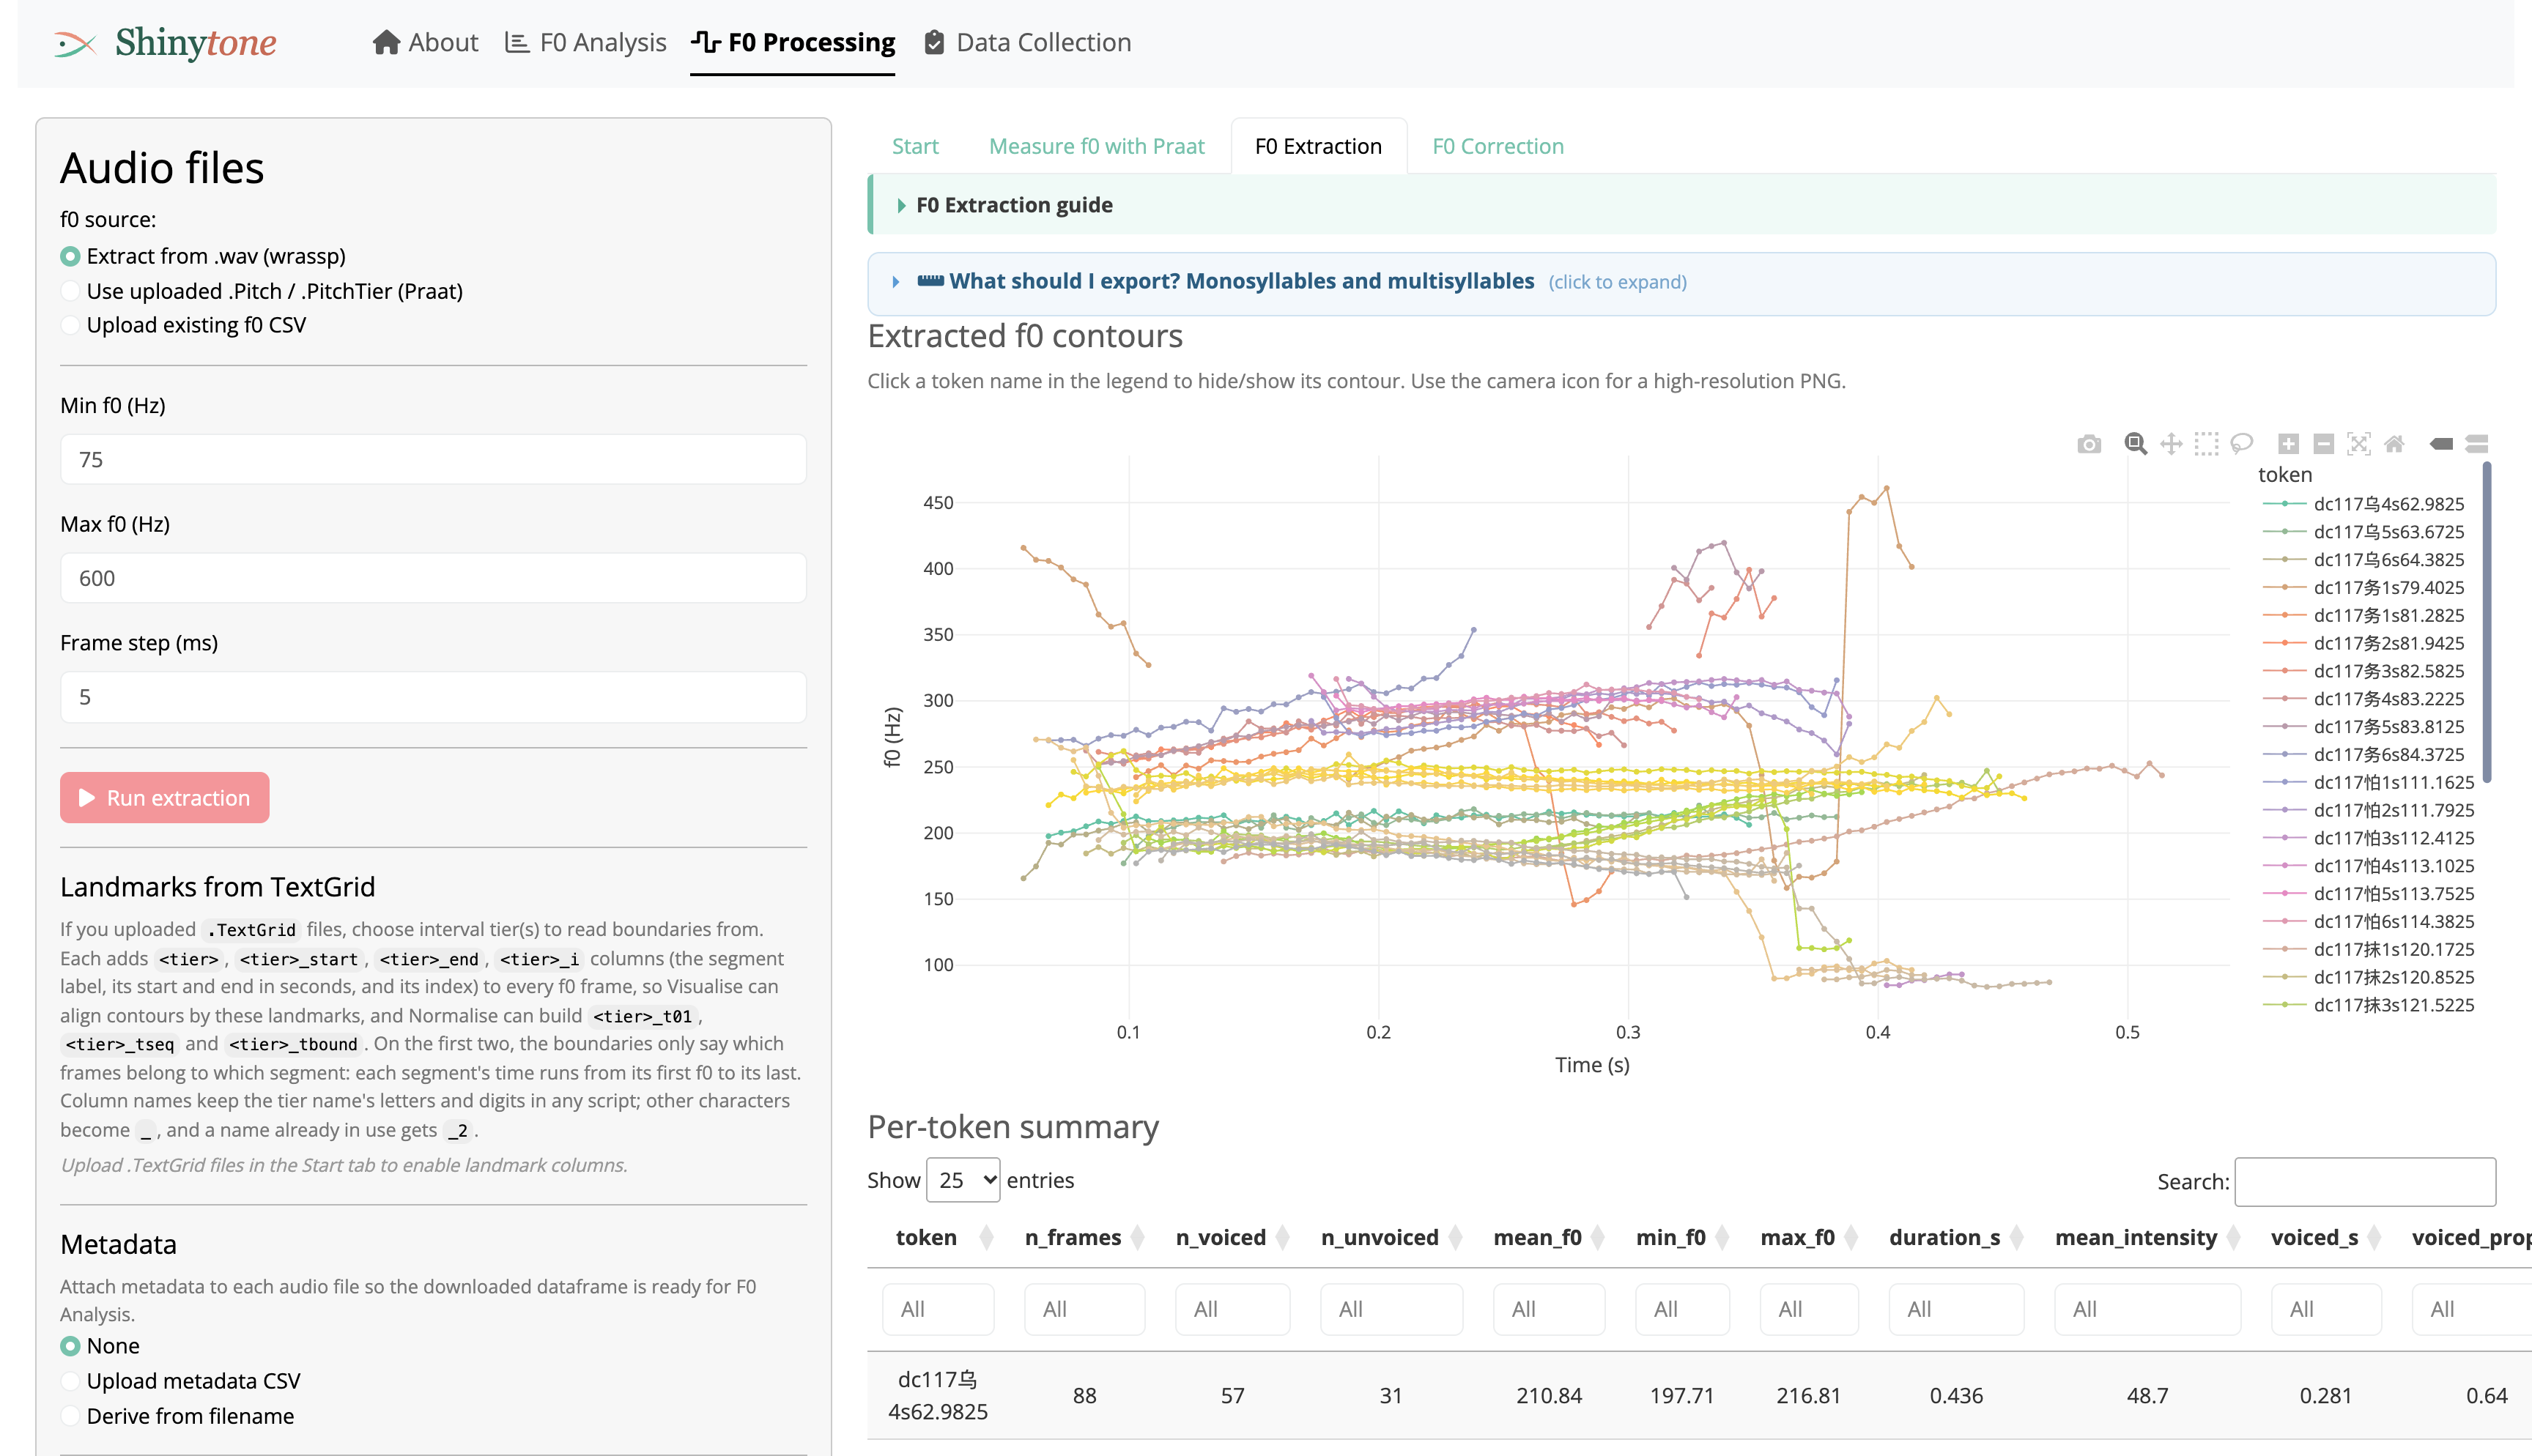 Shinytone
About
F0 Analysis
F0 Processing
Data Collection
Audio files
f0 source:
Extract from .wav (wrassp)
Use uploaded .Pitch / .PitchTier (Praat)
Upload existing f0 CSV
Min f0 (Hz)
75
Max f0 (Hz)
600
Frame step (ms)
5
Run extraction
Landmarks from TextGrid
If you uploaded .TextGrid files, choose interval tier(s) to read boundaries from.
Each adds <tier>, <tier>_start, <tier>_end, <tier>_i columns (the segment
label, its start and end in seconds, and its index) to every f0 frame, so Visualise can
align contours by these landmarks, and Normalise can build <tier>_t01,
<tier>_tseq and <tier>_tbound. On the first two, the boundaries only say which
frames belong to which segment: each segment's time runs from its first f0 to its last.
Column names keep the tier name's letters and digits in any script; other characters
become _, and a name already in use gets _2.
Upload .TextGrid files in the Start tab to enable landmark columns.
Metadata
Attach metadata to each audio file so the downloaded dataframe is ready for F0
Analysis.
None
Upload metadata CSV
Derive from filename
Start
Measure f0 with Praat
F0 Extraction
F0 Correction
F0 Extraction guide
What should I export? Monosyllables and multisyllables (click to expand)
Extracted f0 contours
Click a token name in the legend to hide/show its contour. Use the camera icon for a high-resolution PNG.
450
400
350
300
250
200
150
100
f0 (Hz)
0.1
0.2
0.3
0.4
0.5
Time (s)
token
dc117乌4s62.9825
dc117乌5s63.6725
dc117乌6s64.3825
dc117务1s79.4025
dc117务1s81.2825
dc117务2s81.9425
dc117务3s82.5825
dc117务4s83.2225
dc117务5s83.8125
dc117务6s84.3725
dc117怕1s111.1625
dc117怕2s111.7925
dc117怕3s112.4125
dc117怕4s113.1025
dc117怕5s113.7525
dc117怕6s114.3825
dc117抹1s120.1725
dc117抹2s120.8525
dc117抹3s121.5225
Per-token summary
Show 25 entries
Search:
token n_frames n_voiced n_unvoiced mean_f0 min_f0 max_f0 duration_s mean_intensity voiced_s voiced_prop
All All All All All All All All All All All
dc117乌
4s62.9825
88 57 31 210.84 197.71 216.81 0.436 48.7 0.281 0.64